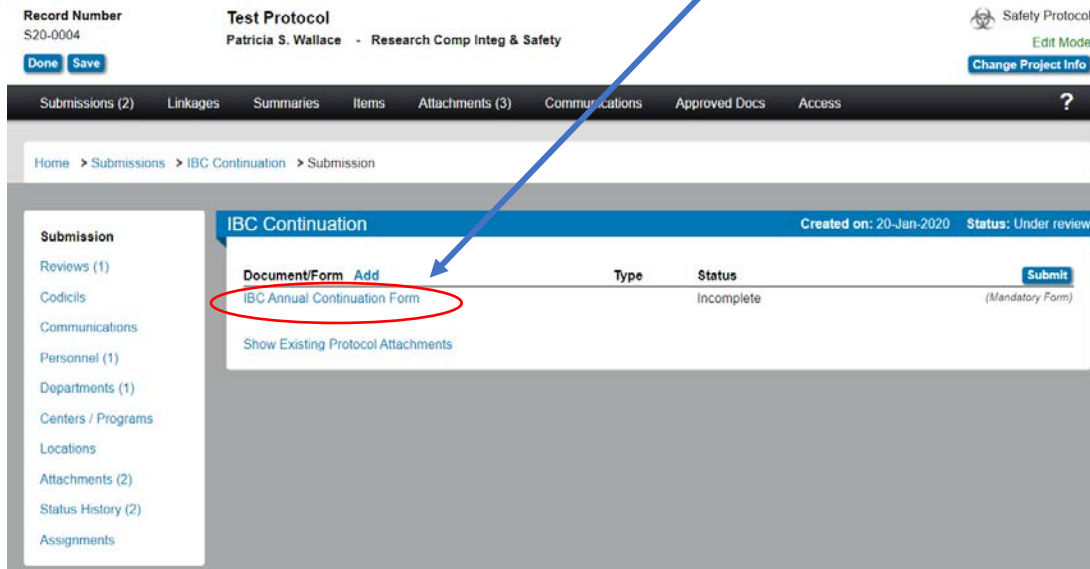 Record Number
S20-0004
Done Save
Test Protocol
Patricia S. Wallace - Research Comp Integ & Safety
Safety Protocol
Edit Mode
Change Project Info
Submissions (2) Linkages Summaries Items Attachments (3) Communications Approved Docs Access ?
Home > Submissions > IBC Continuation > Submission
Submission
Reviews (1)
Codicils
Communications
Personnel (1)
Departments (1)
Centers / Programs
Locations
Attachments (2)
Status History (2)
Assignments
IBC Continuation Created on: 20-Jan-2020 Status: Under review
Document/Form Add Type Status Submit
IBC Annual Continuation Form Incomplete (Mandatory Form)
Show Existing Protocol Attachments